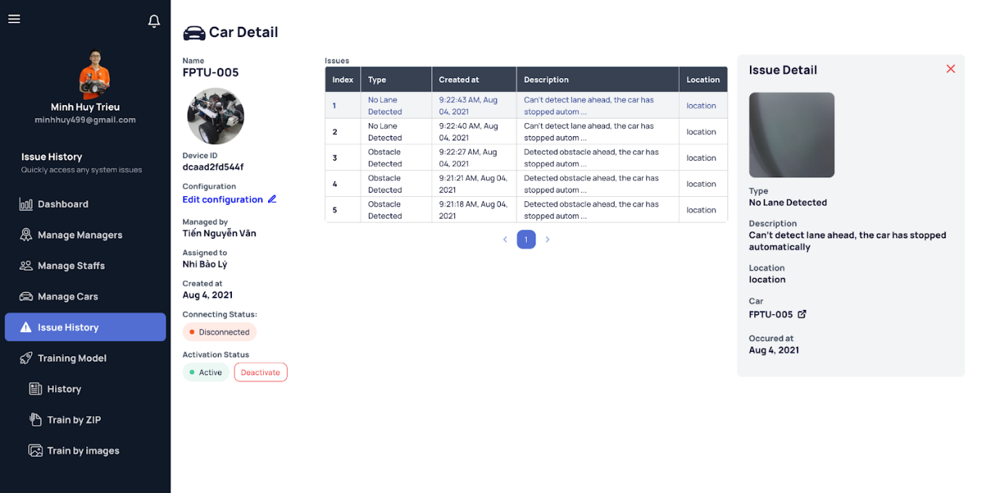 Minh Huy Trieu
minhhuy499@gmail.com
Issue History
Quickly access any system issues
Dashboard
Manage Managers
Manage Staffs
Manage Cars
Issue History
Training Model
History
Train by ZIP
Train by images
Car Detail
Name
FPTU-005
Device ID
dcaad2fd544f
Configuration
Edit configuration
Managed by
Tiến Nguyễn Văn
Assigned to
Nhi Bảo Lý
Created at
Aug 4, 2021
Connecting Status:
Disconnected
Activation Status
Active Deactivate
Issues
Index Type Created at Description Location
1 No Lane Detected 9:22:43 AM, Aug 04, 2021 Can't detect lane ahead, the car has stopped autom ... location
2 No Lane Detected 9:22:40 AM, Aug 04, 2021 Can't detect lane ahead, the car has stopped autom ... location
3 Obstacle Detected 9:22:27 AM, Aug 04, 2021 Detected obstacle ahead, the car has stopped autom ... location
4 Obstacle Detected 9:21:21 AM, Aug 04, 2021 Detected obstacle ahead, the car has stopped autom ... location
5 Obstacle Detected 9:21:18 AM, Aug 04, 2021 Detected obstacle ahead, the car has stopped autom ... location
1
Issue Detail
Type
No Lane Detected
Description
Can't detect lane ahead, the car has stopped
automatically
Location
location
Car
FPTU-005
Occured at
Aug 4, 2021